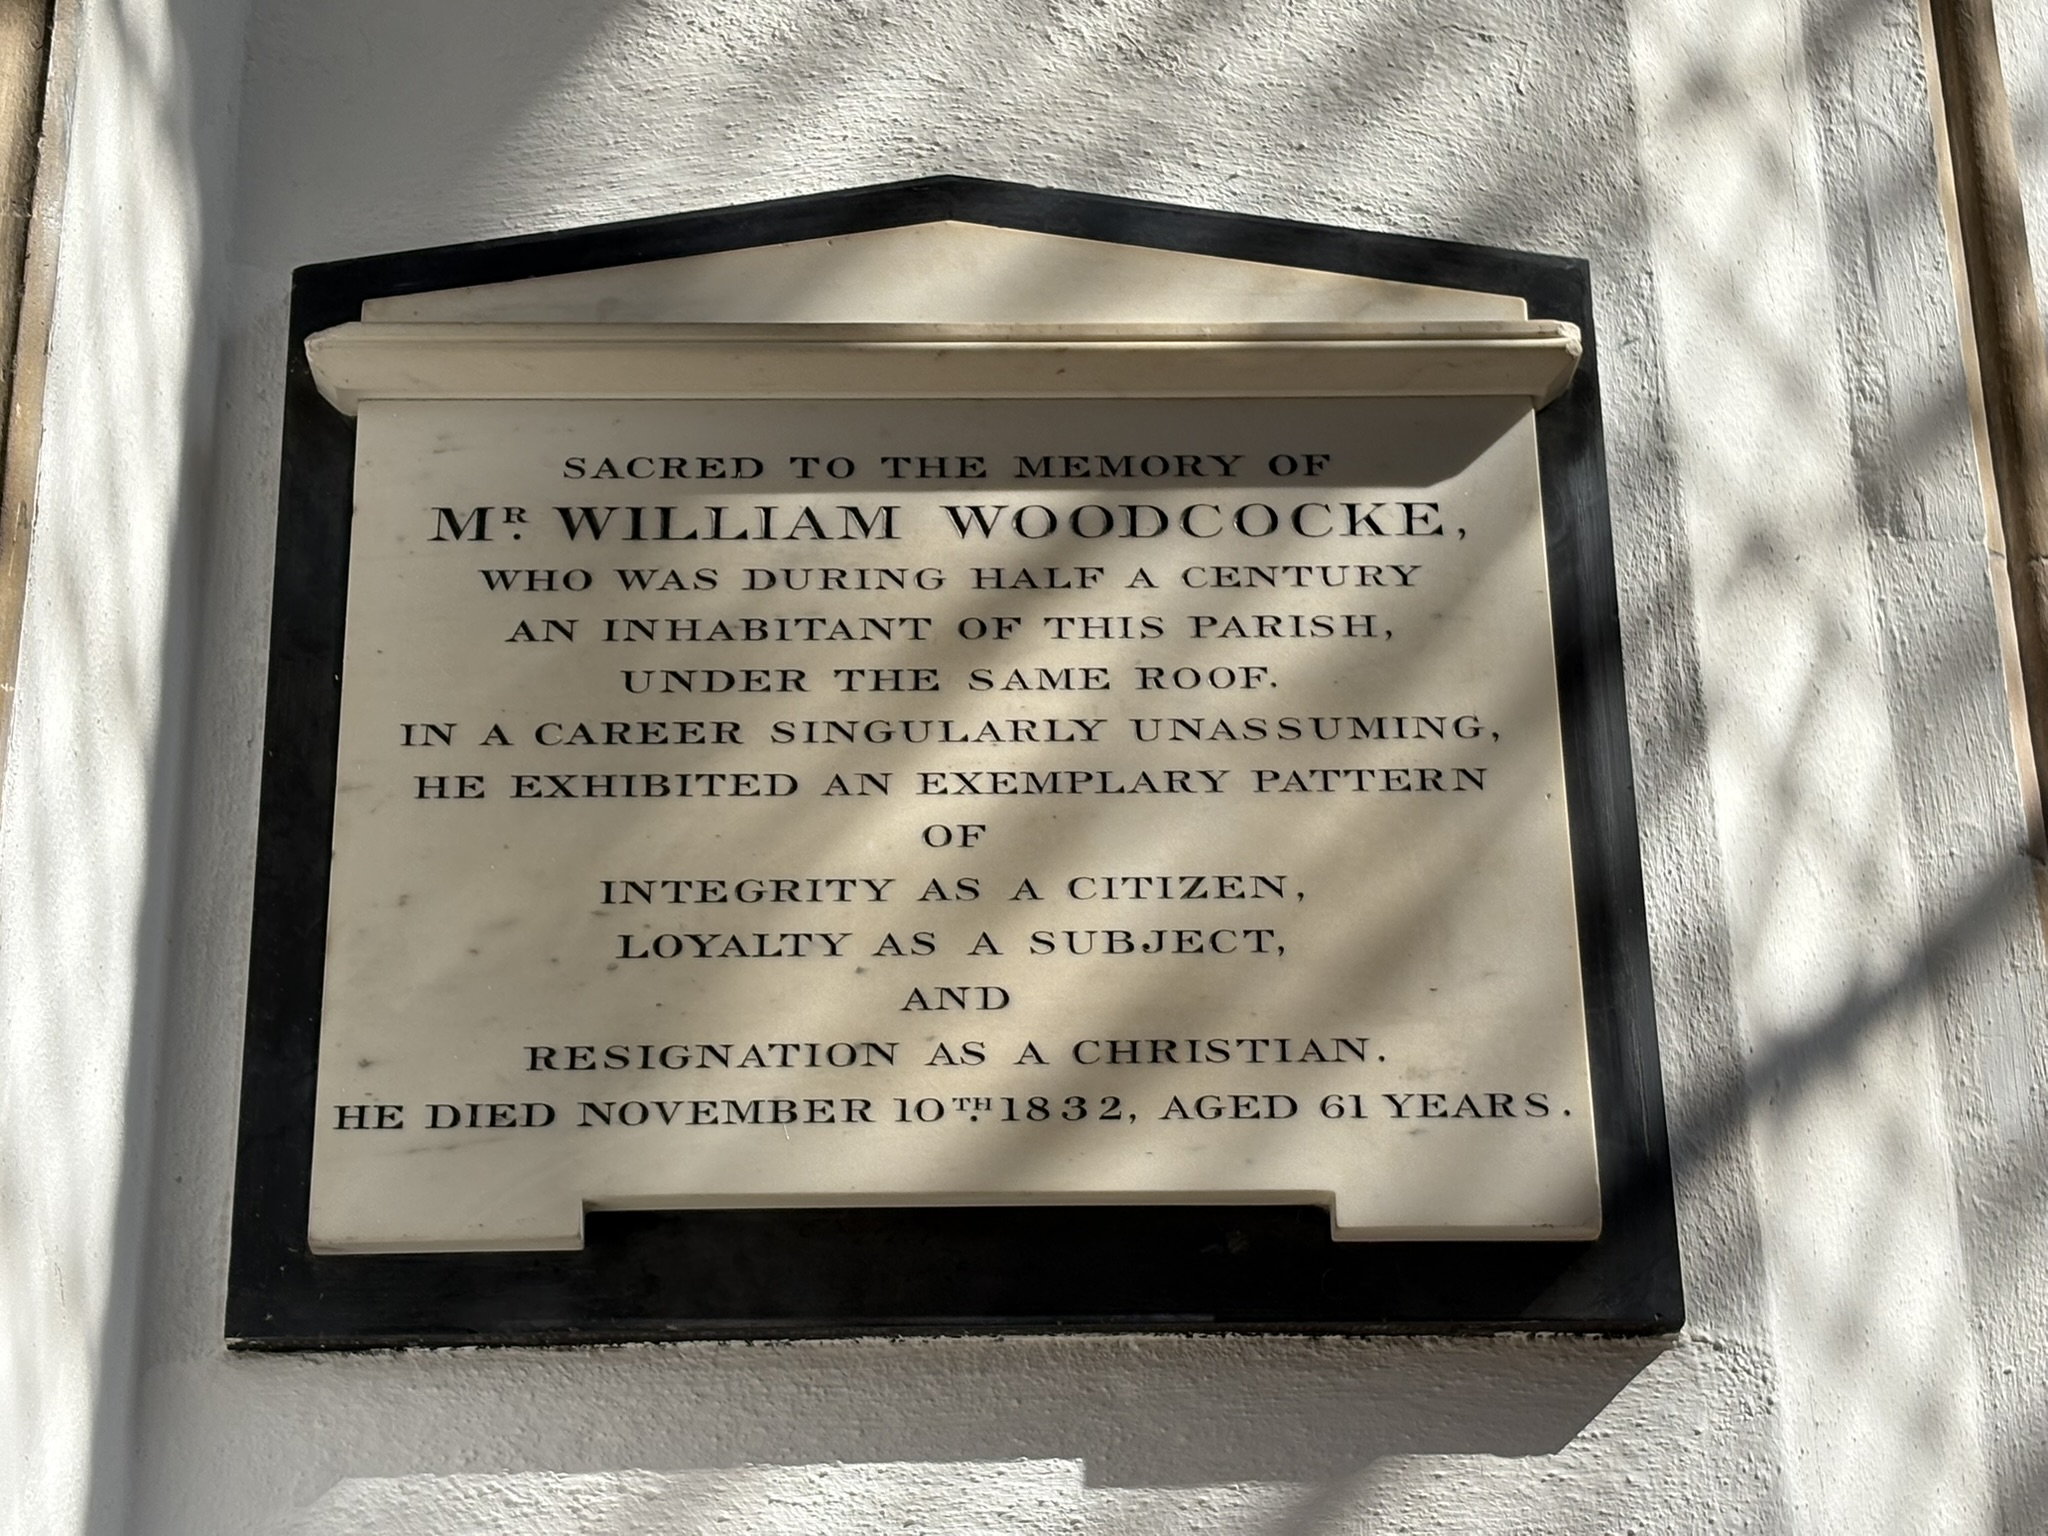 SACRED TO THE MEMORY OF
MR. WILLIAM WOODCOCKE,
WHO WAS DURING HALF A CENTURY
AN INHABITANT OF THIS PARISH,
UNDER THE SAME ROOF.
IN A CAREER SINGULARLY UNASSUMING,
HE EXHIBITED AN EXEMPLARY PATTERN
OF
INTEGRITY AS A CITIZEN,
LOYALTY AS A SUBJECT,
AND
RESIGNATION AS A CHRISTIAN.
HE DIED NOVEMBER 10TH. 1832, AGED 61 YEARS.